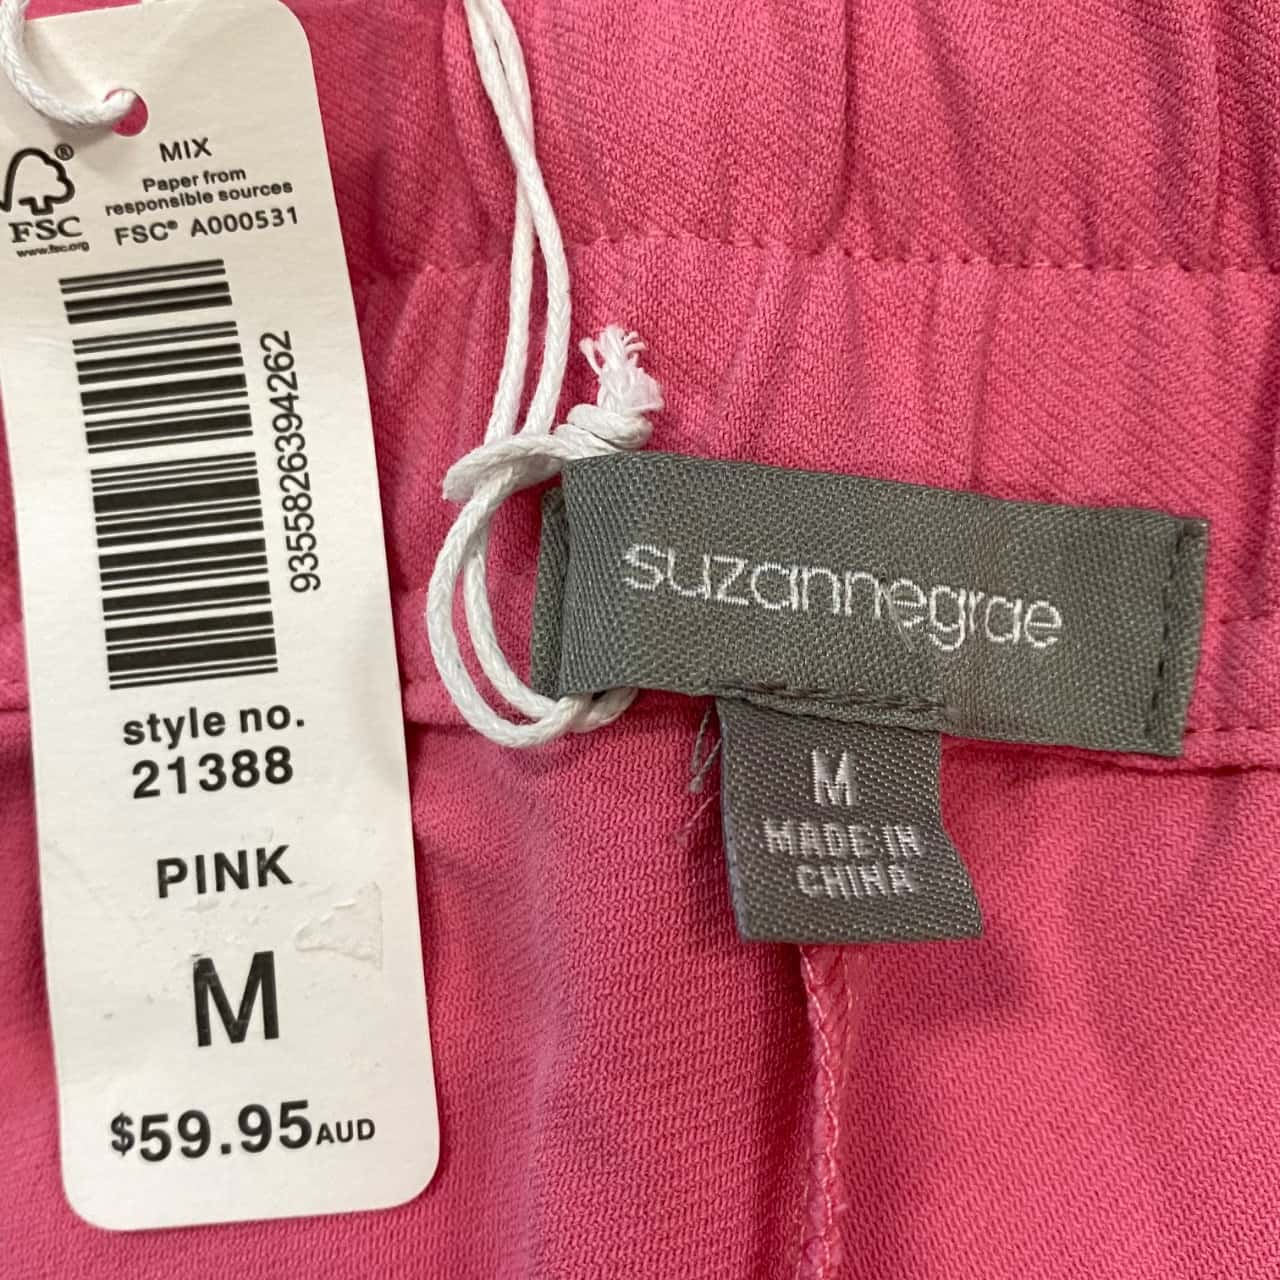 MIX
Paper from
responsible sources
FSC® A000531
®
FSC
www.fsc.org
9355826394262
style no.
21388
PINK
M
$59.95AUD
suzannegrae
M
MADE IN
CHINA